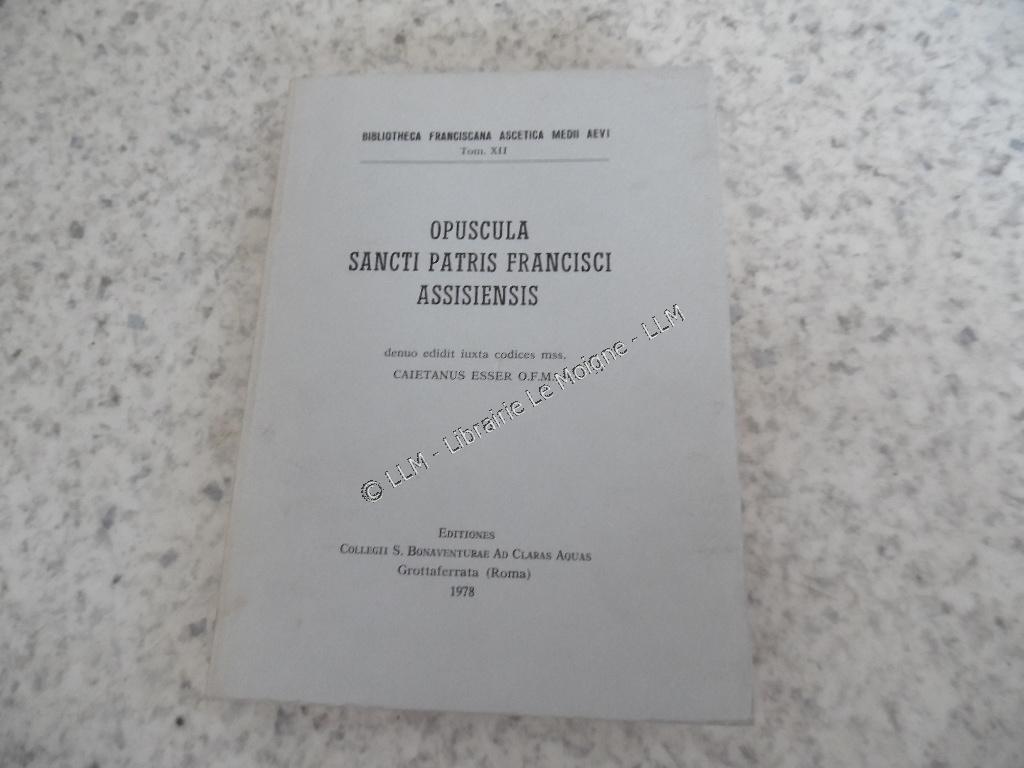 BIBLIOTHECA FRANCISCANA ASCETICA MEDII AEVI
Tom. XII
OPUSCULA
SANCTI PATRIS FRANCISCI
ASSISIENSIS
denuo edidit iuxta codices mss.
CAIETANUS ESSER O.F.M.
© LLM - Librairie Le Moigne - LLM
EDITIONES
COLLEGII S. BONAVENTURAE AD CLARAS AQUAS
Grottaferrata (Roma)
1978